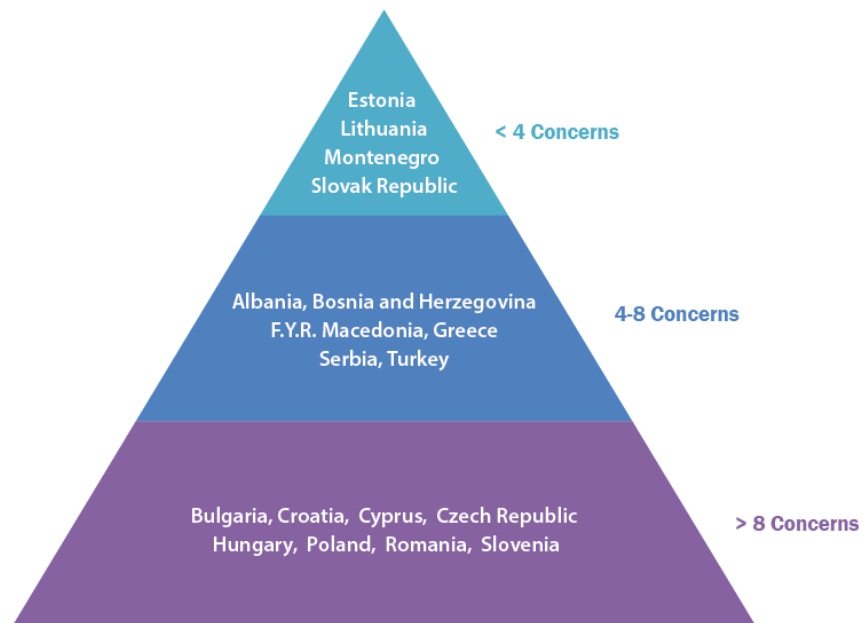 Estonia
Lithuania
Montenegro
Slovak Republic
< 4 Concerns
Albania, Bosnia and Herzegovina
F.Y.R. Macedonia, Greece
Serbia, Turkey
4-8 Concerns
Bulgaria, Croatia, Cyprus, Czech Republic
Hungary, Poland, Romania, Slovenia
> 8 Concerns